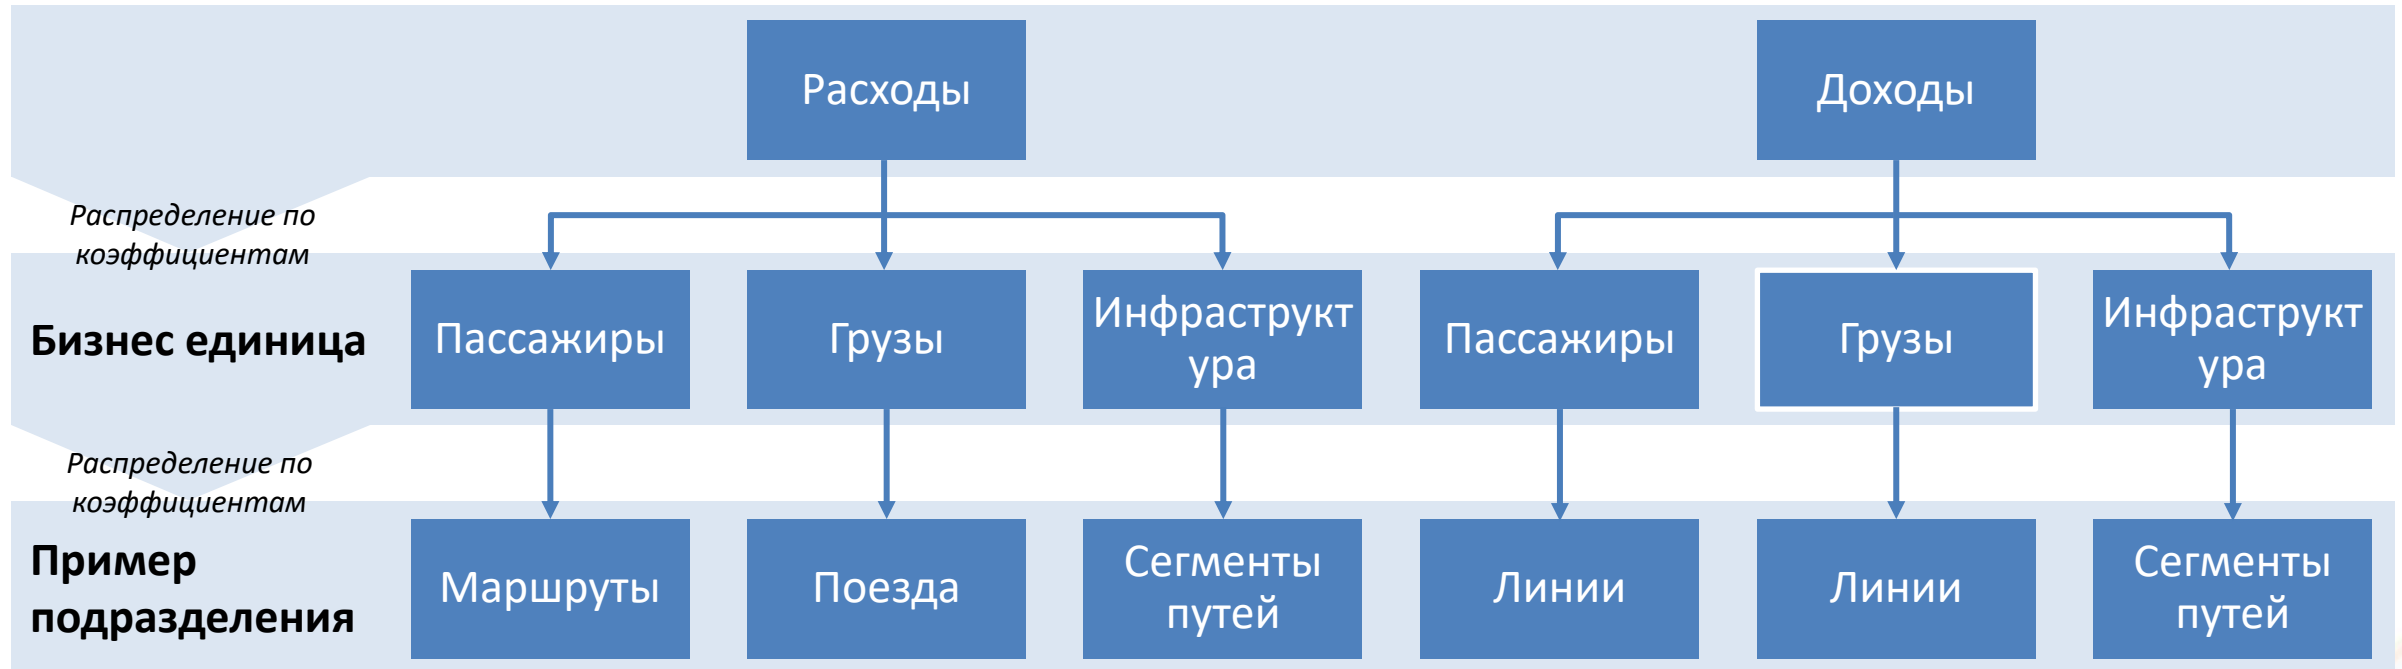 Расходы
Доходы
Распределение по
коэффициентам
Бизнес единица
Пассажиры
Грузы
Инфраструкт
ура
Пассажиры
Грузы
Инфраструкт
ура
Распределение по
коэффициентам
Пример
подразделения
Маршруты
Поезда
Сегменты
путей
Линии
Линии
Сегменты
путей